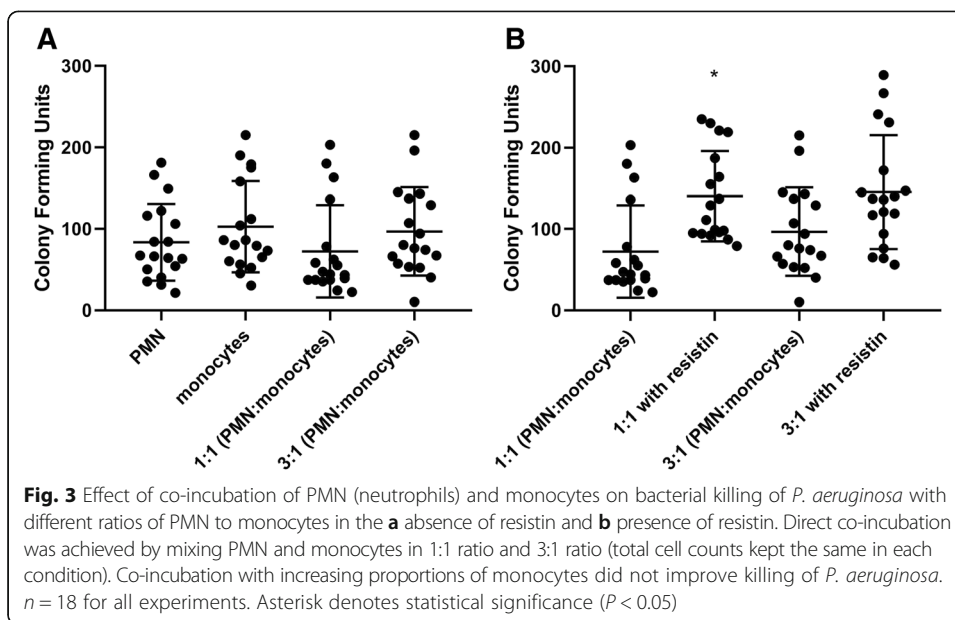 A
B
Colony Forming Units
300
200
100
0
PMN
monocytes
1:1 (PMN:monocytes)
3:1 (PMN:monocytes)
Colony Forming Units
300
200
100
0
*
1:1 (PMN:monocytes)
1:1 with resistin
3:1 (PMN:monocytes)
3:1 with resistin
Fig. 3 Effect of co-incubation of PMN (neutrophils) and monocytes on bacterial killing of P. aeruginosa with
different ratios of PMN to monocytes in the a absence of resistin and b presence of resistin. Direct co-incubation
was achieved by mixing PMN and monocytes in 1:1 ratio and 3:1 ratio (total cell counts kept the same in each
condition). Co-incubation with increasing proportions of monocytes did not improve killing of P. aeruginosa.
n = 18 for all experiments. Asterisk denotes statistical significance (P < 0.05)